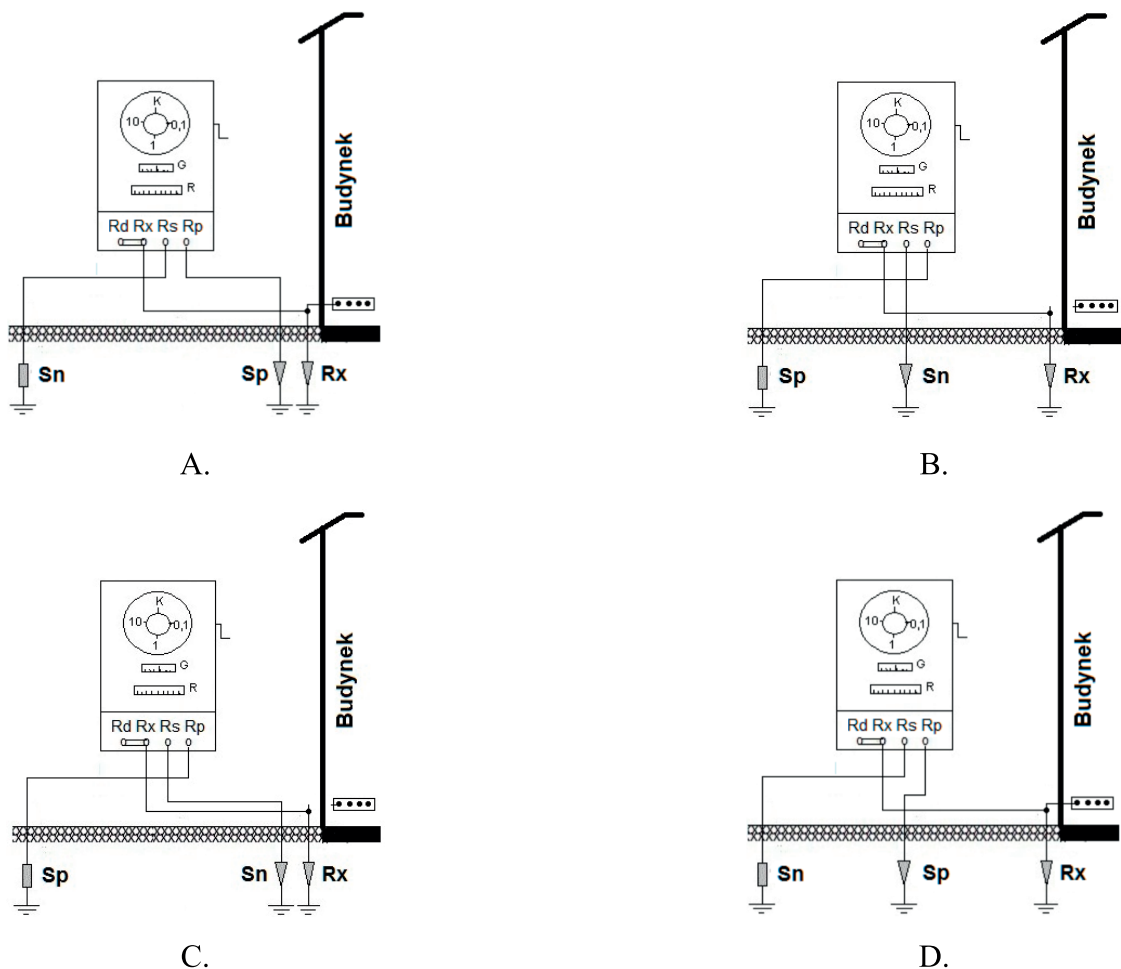 K
10 0,1
1
G
R
Rd Rx Rs Rp
Budynek
Sn Sp Rx
A.
K
10 0,1
1
G
R
Rd Rx Rs Rp
Budynek
Sp Sn Rx
B.
K
10 0,1
1
G
R
Rd Rx Rs Rp
Budynek
Sp Sn Rx
C.
K
10 0,1
1
G
R
Rd Rx Rs Rp
Budynek
Sn Sp Rx
D.